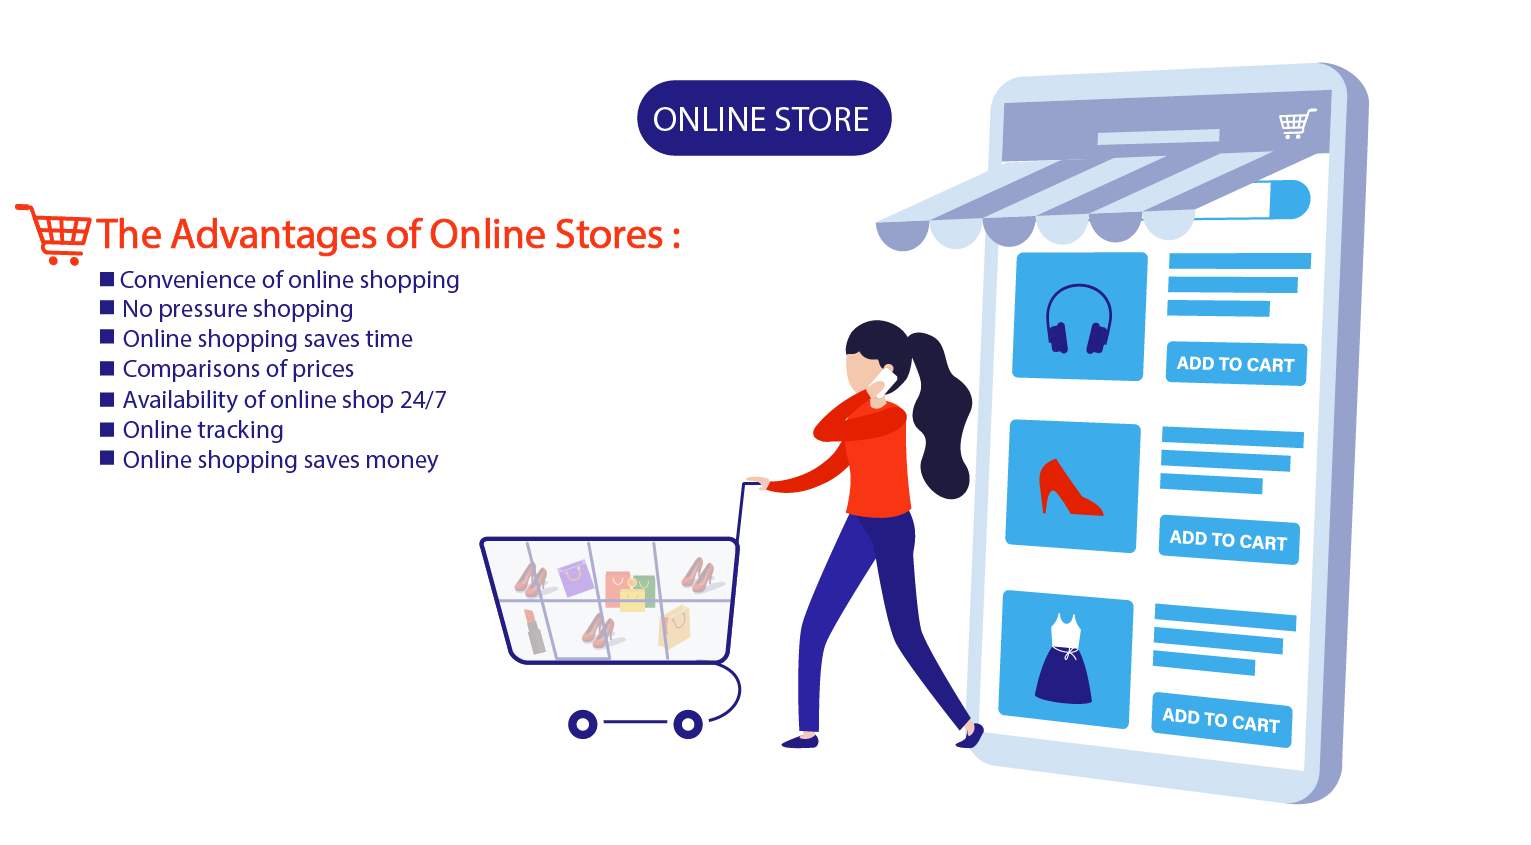 ONLINE STORE
The Advantages of Online Stores :
Convenience of online shopping
No pressure shopping
Online shopping saves time
Comparisons of prices
Availability of online shop 24/7
Online tracking
Online shopping saves money
ADD TO CART
ADD TO CART
ADD TO CART